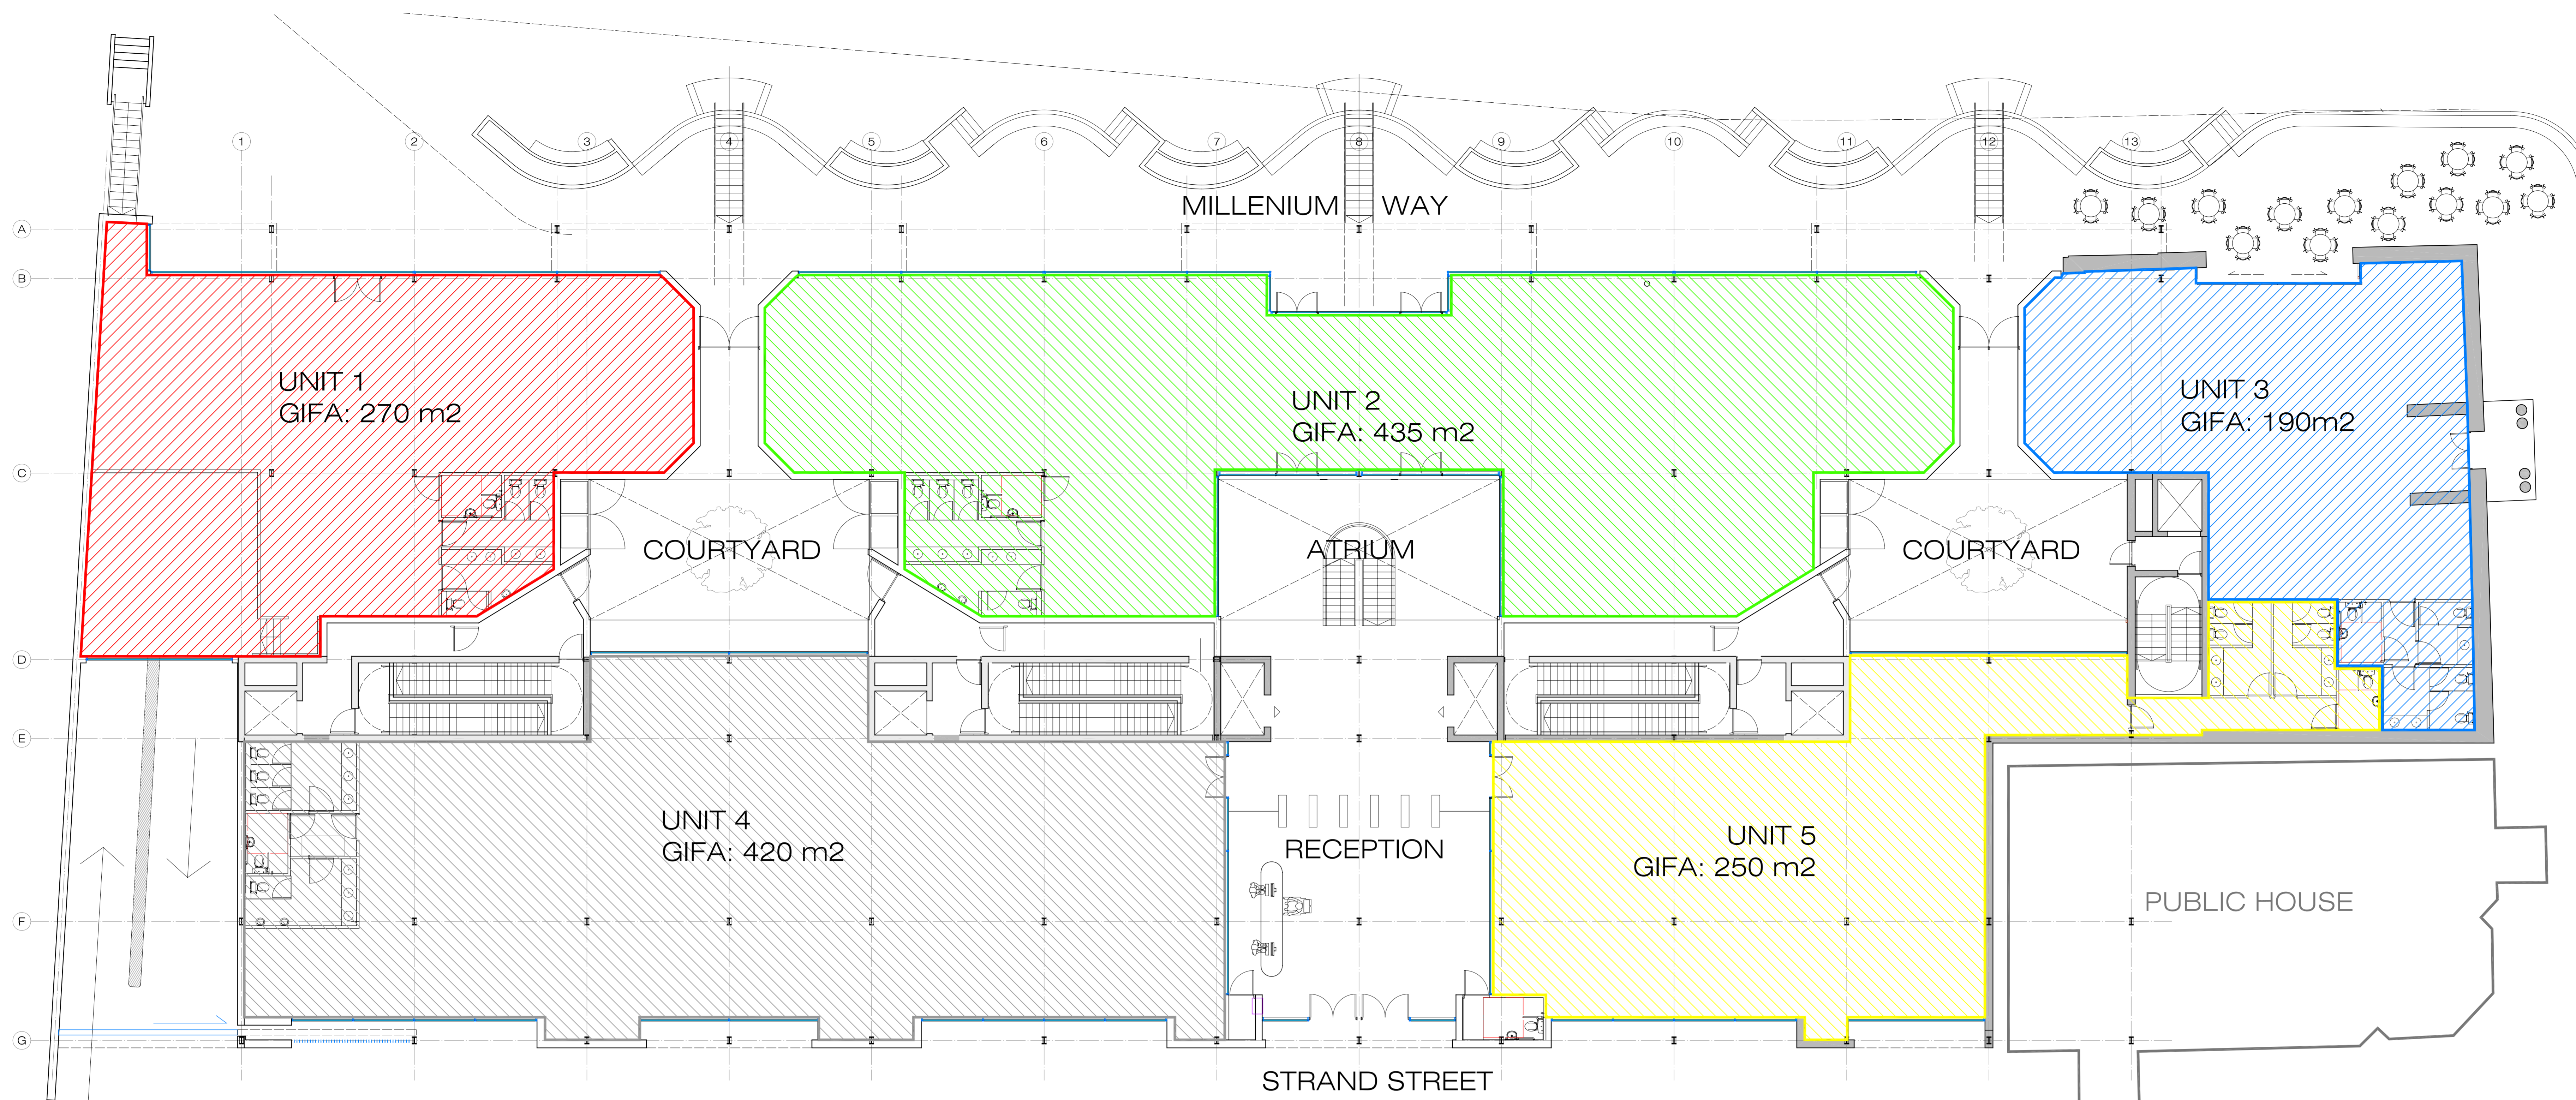 1 2 3 4 5 6 7 8 9 10 11 12 13
MILLENIUM WAY
A
B
UNIT 1
GIFA: 270 m2
UNIT 2
GIFA: 435 m2
UNIT 3
GIFA: 190m2
C
COURTYARD
ATRIUM
COURTYARD
D
E
UNIT 4
GIFA: 420 m2
RECEPTION
UNIT 5
GIFA: 250 m2
PUBLIC HOUSE
F
G
STRAND STREET